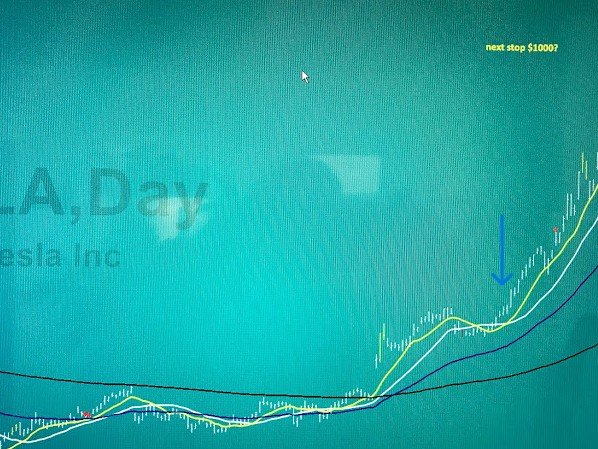 next stop $1000?
LA,Day
esla Inc